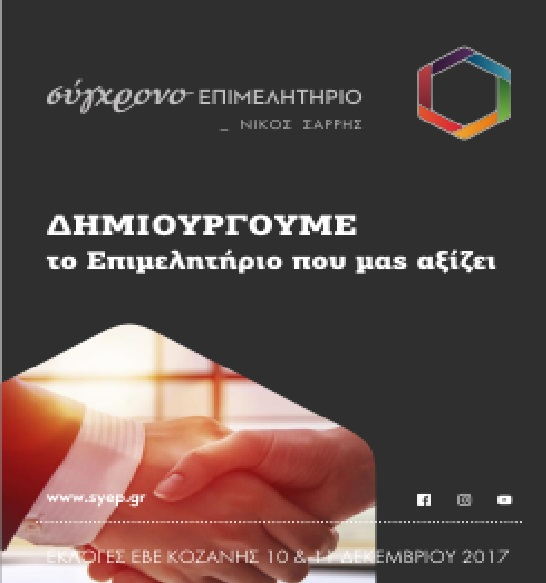 σύγχρονο ΕΠΙΜΕΛΗΤΗΡΙΟ
_ ΝΙΚΟΣ ΣΑΡΡΗΣ
ΔΗΜΙΟΥΡΓΟΥΜΕ
το Επιμελητήριο που μας αξίζει
www.syep.gr
ΕΚΛΟΓΕΣ ΕΒΕ ΚΟΖΑΝΗΣ 10 & 11 ΔΕΚΕΜΒΡΙΟΥ 2017